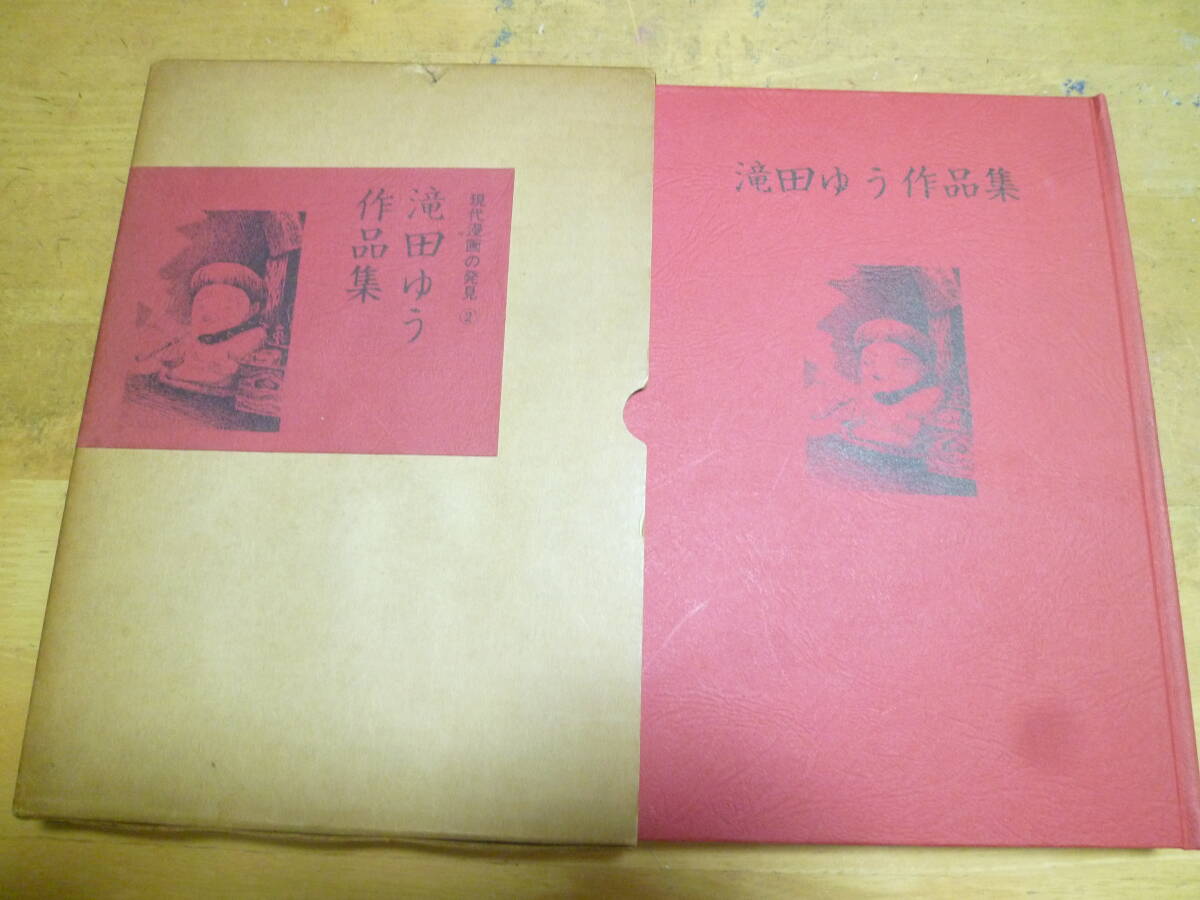 現代漫画の発見②
滝田ゆう
作品集
滝田ゆう作品集